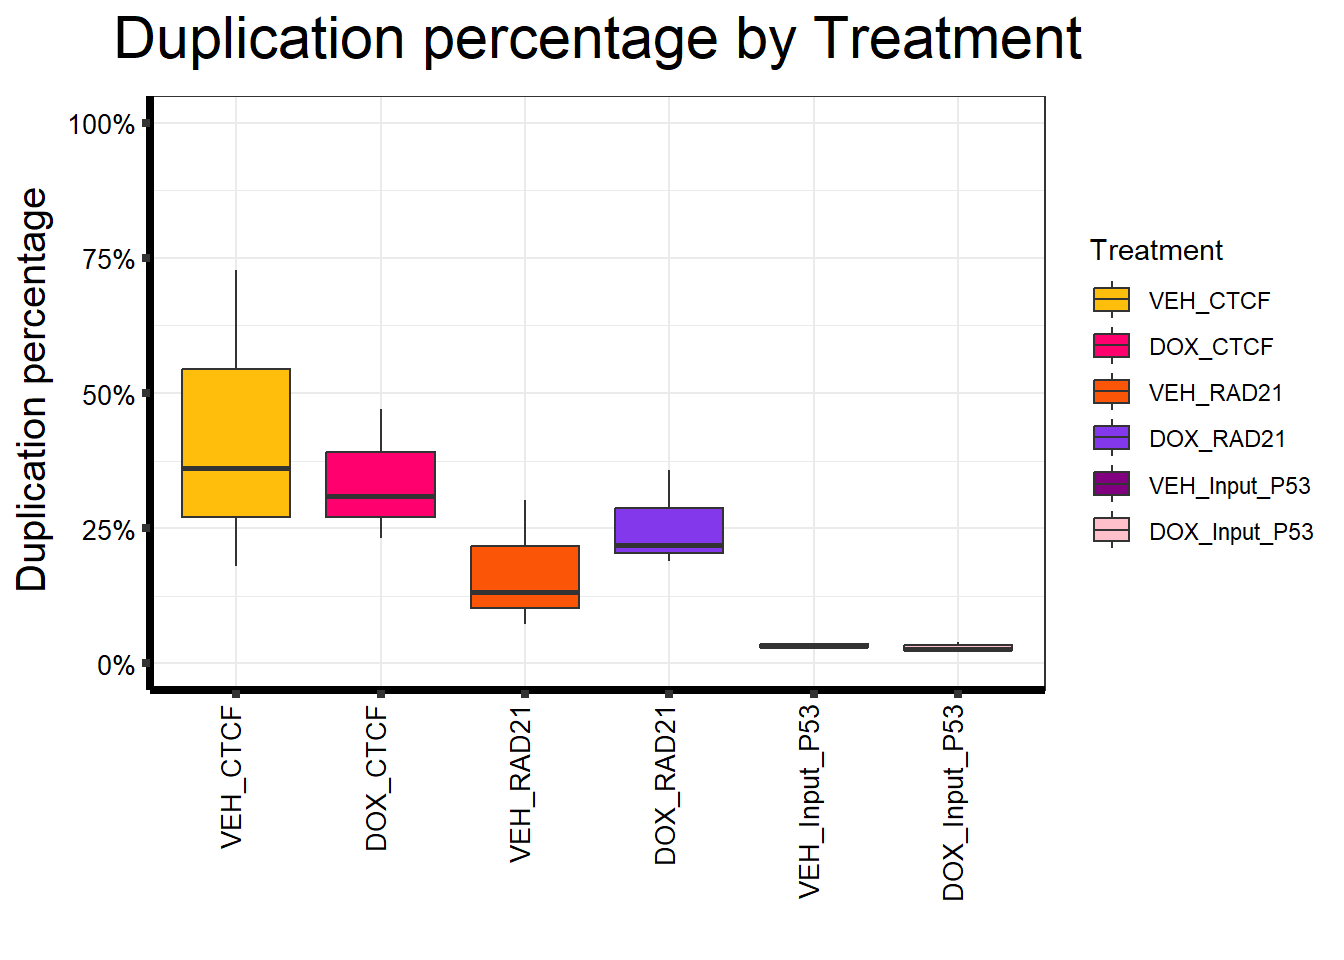 Duplication percentage by Treatment
Duplication percentage
100%
75%
50%
25%
0%
VEH_CTCF
DOX_CTCF
VEH_RAD21
DOX_RAD21
VEH_Input_P53
DOX_Input_P53
Treatment
VEH_CTCF
DOX_CTCF
VEH_RAD21
DOX_RAD21
VEH_Input_P53
DOX_Input_P53